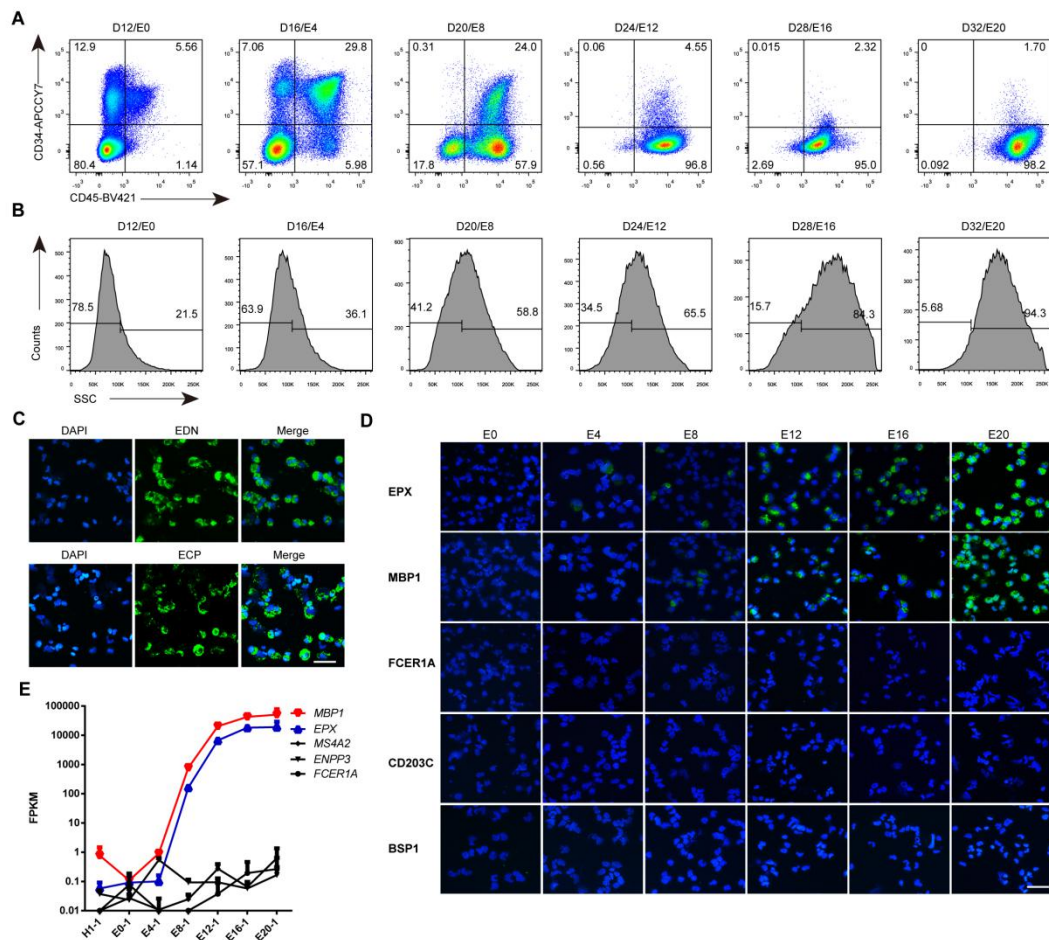 A
D12/E0 D16/E4 D20/E8 D24/E12 D28/E16 D32/E20
12.9 5.56 7.06 29.8 0.31 24.0 0.06 4.55 0.015 2.32 0 1.70
CD34-APCCY7
80.4 1.14 57.1 5.98 17.8 57.9 0.56 96.8 2.69 95.0 0.092 98.2
CD45-BV421
B
D12/E0 D16/E4 D20/E8 D24/E12 D28/E16 D32/E20
78.5 21.5 63.9 36.1 41.2 58.8 34.5 65.5 15.7 84.3 5.68 94.3
Counts
0 50K 100K 150K 200K 250K
SSC
C
DAPI EDN Merge
DAPI ECP Merge
D
E0 E4 E8 E12 E16 E20
EPX
MBP1
FCER1A
CD203C
BSP1
E
100000
10000
1000
100
10
1
0.1
0.01
FPKM
MBP1
EPX
MS4A2
ENPP3
FCER1A
H1-1 E0-1 E4-1 E8-1 E12-1 E16-1 E20-1